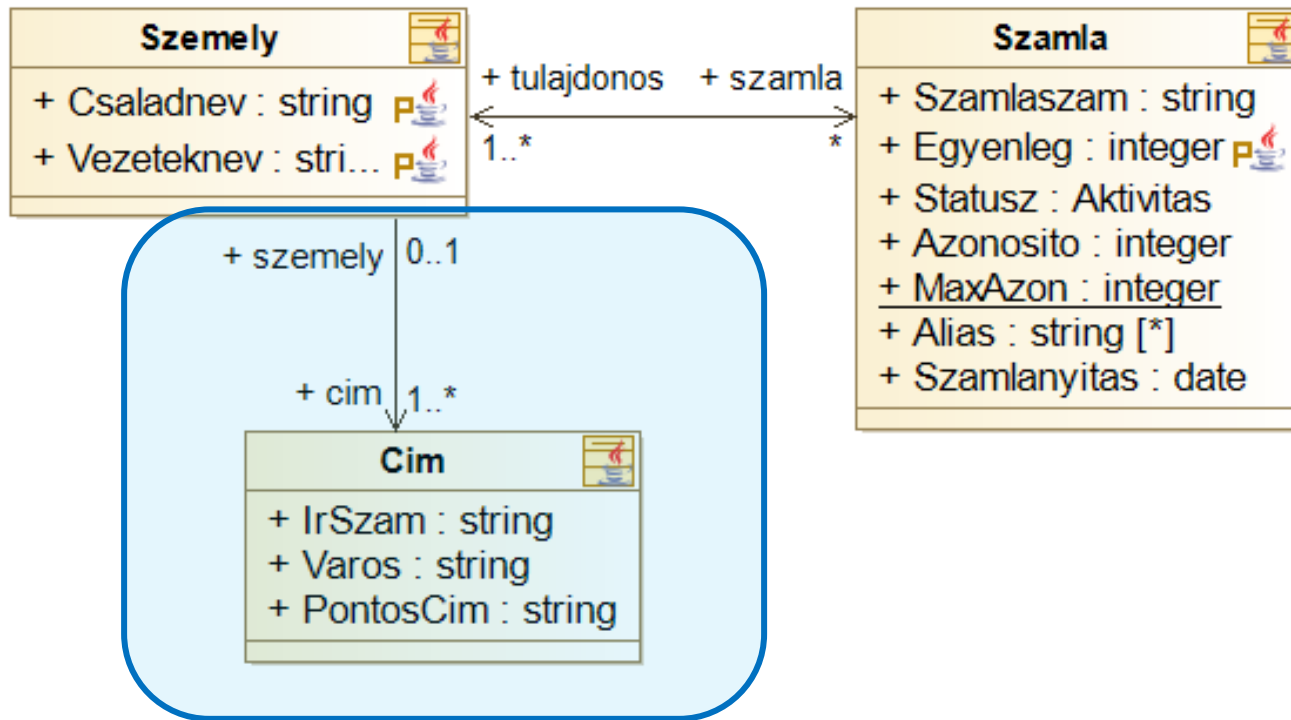 Szemely
+ Csaladnev : string P
+ Vezeteknev : stri... P
+ tulajdonos
+ szamla
1..*
*
Szamla
+ Szamlaszam : string
+ Egyenleg : integer P
+ Statusz : Aktivitas
+ Azonosito : integer
+ MaxAzon : integer
+ Alias : string [*]
+ Szamlanyitas : date
+ szemely
0..1
+ cim
1..*
Cim
+ IrSzam : string
+ Varos : string
+ PontosCim : string